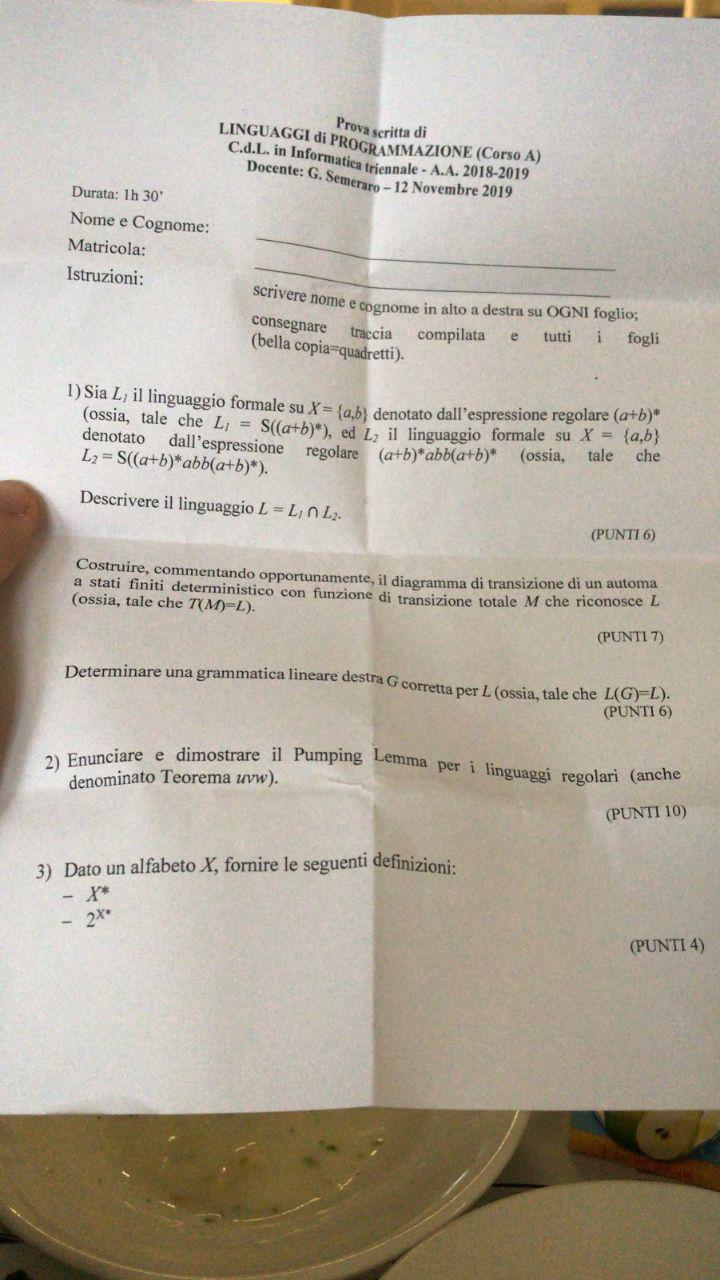 Prova scritta di
LINGUAGGI di PROGRAMMAZIONE (Corso A)
C.d.L. in Informatica triennale - A.A. 2018-2019
Docente: G. Semeraro – 12 Novembre 2019
Durata: 1h 30’
Nome e Cognome:
Matricola:
Istruzioni:
scrivere nome e cognome in alto a destra su OGNI foglio;
consegnare traccia compilata e tutti i fogli
(bella copia=quadretti).
1) Sia L₁ il linguaggio formale su X = {a,b} denotato dall’espressione regolare (a+b)*
(ossia, tale che L₁ = S((a+b)*), ed L₂ il linguaggio formale su X = {a,b}
denotato dall’espressione regolare (a+b)*abb(a+b)* (ossia, tale che
L₂ = S((a+b)*abb(a+b)*).
Descrivere il linguaggio L = L₁ ∩ L₂.
(PUNTI 6)
Costruire, commentando opportunamente, il diagramma di transizione di un automa
a stati finiti deterministico con funzione di transizione totale M che riconosce L
(ossia, tale che T(M)=L).
(PUNTI 7)
Determinare una grammatica lineare destra G corretta per L (ossia, tale che L(G)=L).
(PUNTI 6)
2) Enunciare e dimostrare il Pumping Lemma per i linguaggi regolari (anche
denominato Teorema uvw).
(PUNTI 10)
3) Dato un alfabeto X, fornire le seguenti definizioni:
– X*
– 2^X*
(PUNTI 4)